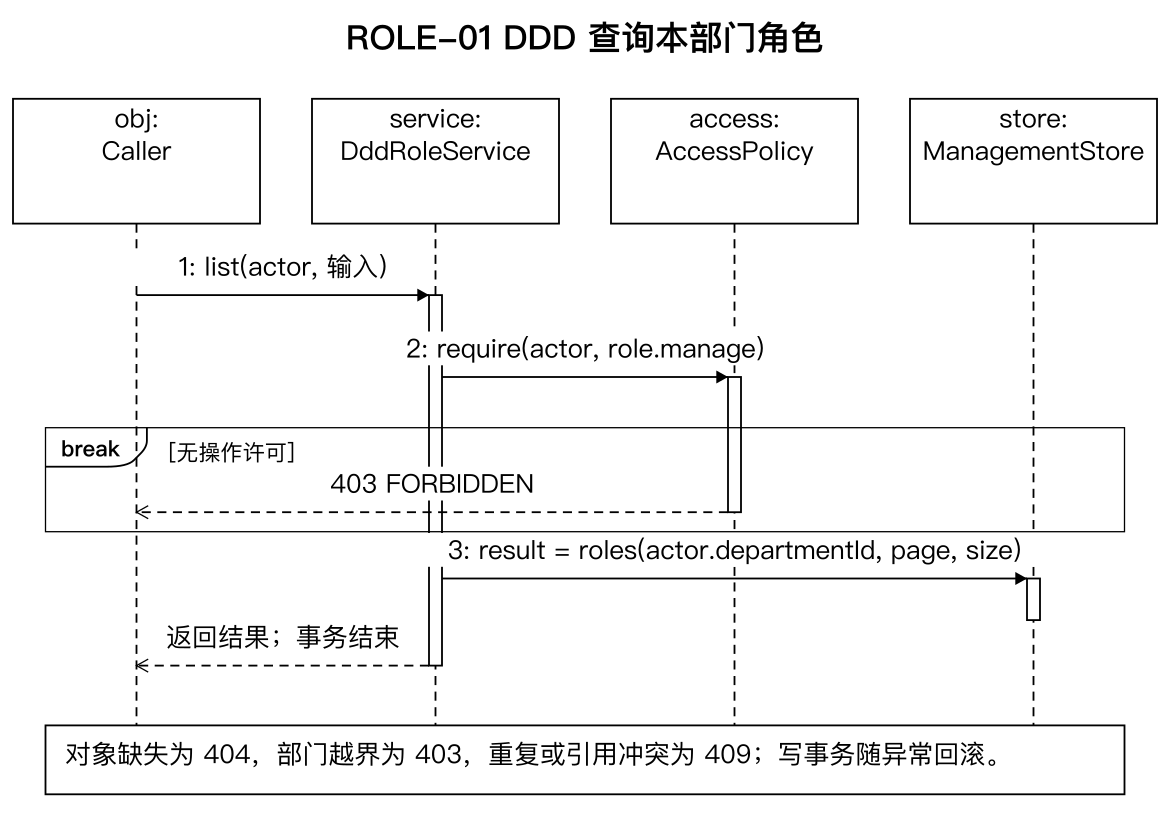 ROLE-01 DDD 查询本部门角色
obj:
Caller
service:
DddRoleService
access:
AccessPolicy
store:
ManagementStore
1: list(actor, 输入)
2: require(actor, role.manage)
break
[无操作许可]
403 FORBIDDEN
3: result = roles(actor.departmentId, page, size)
返回结果；事务结束
对象缺失为 404，部门越界为 403，重复或引用冲突为 409；写事务随异常回滚。